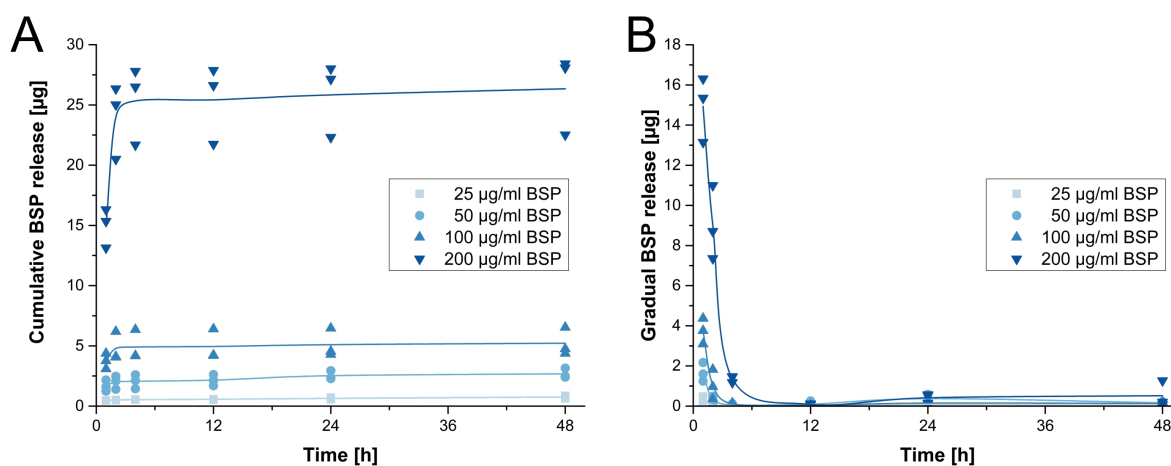 A
B
Cumulative BSP release [µg]
30
25
20
15
10
5
0
25 µg/ml BSP
50 µg/ml BSP
100 µg/ml BSP
200 µg/ml BSP
0
12
24
36
48
Time [h]
Gradual BSP release [µg]
18
16
14
12
10
8
6
4
2
0
25 µg/ml BSP
50 µg/ml BSP
100 µg/ml BSP
200 µg/ml BSP
0
12
24
36
48
Time [h]